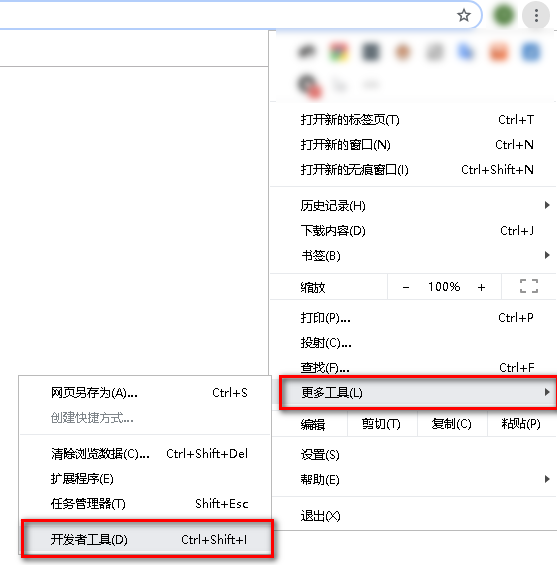 打开新的标签页(T) Ctrl+T
打开新的窗口(N) Ctrl+N
打开新的无痕窗口(I) Ctrl+Shift+N
历史记录(H)
下载内容(D) Ctrl+J
书签(B)
缩放 - 100% +
打印(P)... Ctrl+P
投射(C)...
查找(F)... Ctrl+F
更多工具(L)
编辑 剪切(T) 复制(C) 粘贴(P)
设置(S)
帮助(E)
退出(X)
网页另存为(A)... Ctrl+S
创建快捷方式...
清除浏览数据(C)... Ctrl+Shift+Del
扩展程序(E)
任务管理器(T) Shift+Esc
开发者工具(D) Ctrl+Shift+I